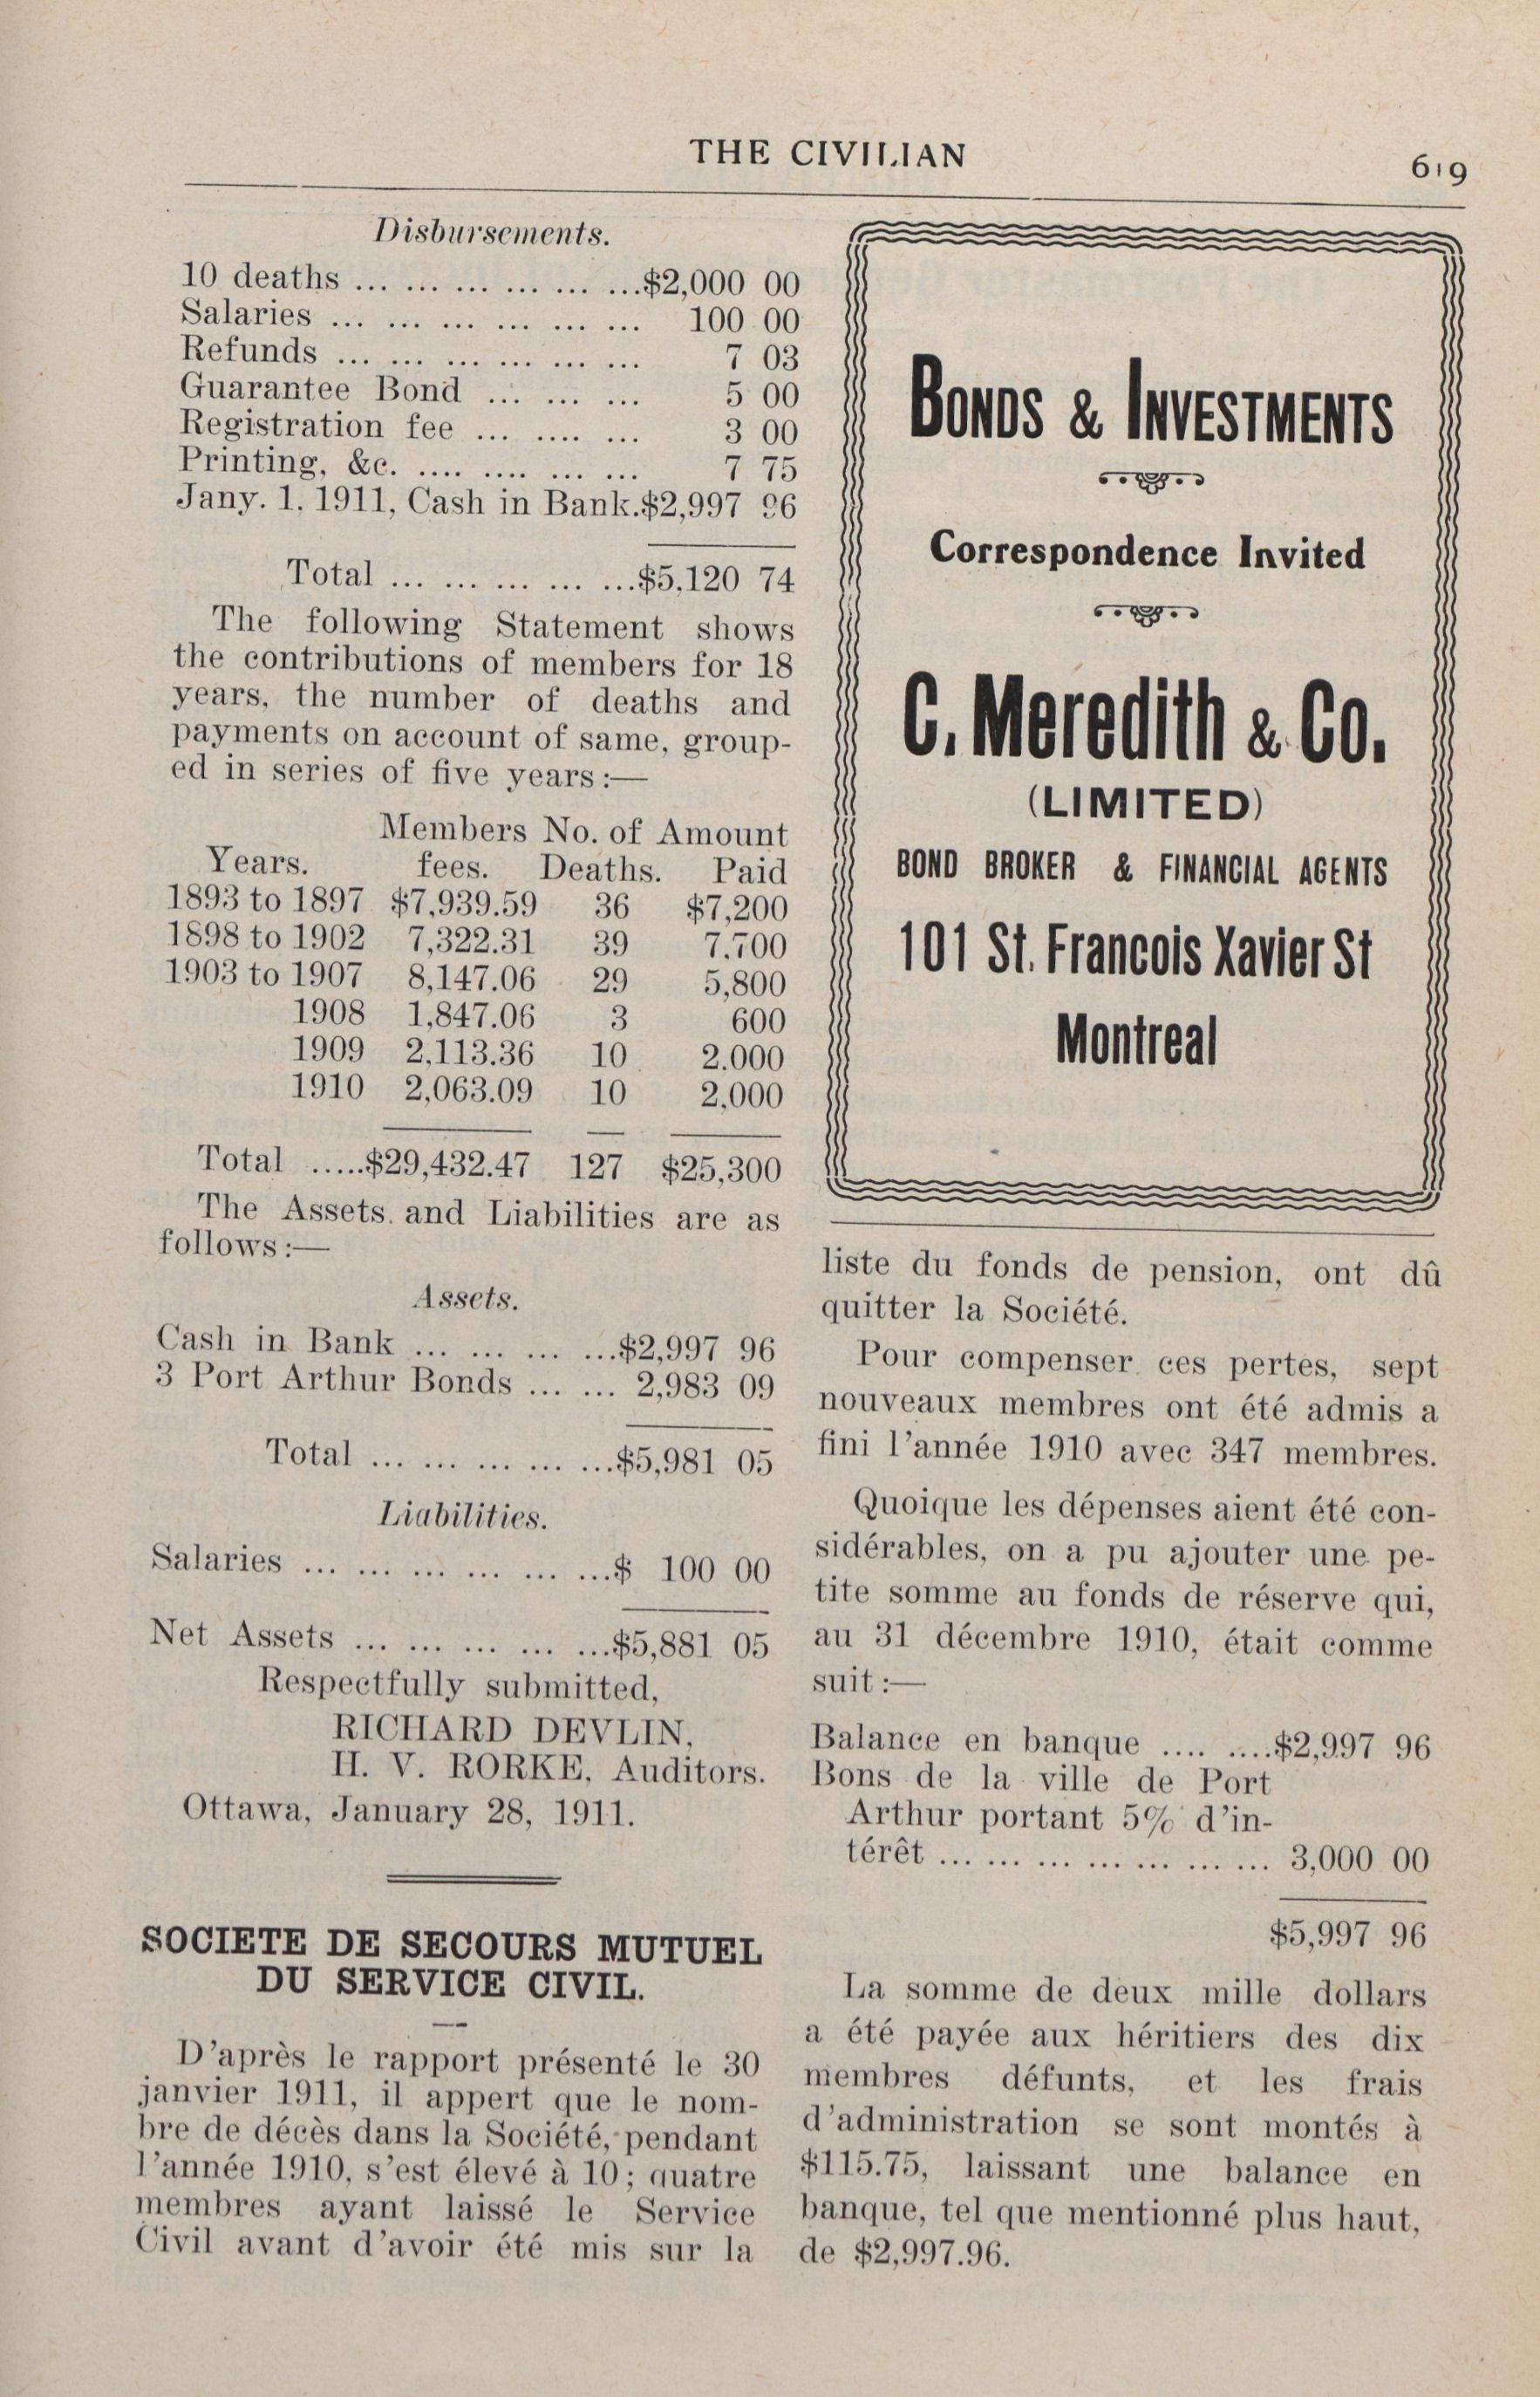 THE CIVILIAN
619
Disbursements.
10 deaths ... ... ... ... ... ...$2,000 00
Salaries ... ... ... ... ... ... 100 00
Refunds ... ... ... ... ... ... 7 03
Guarantee Bond ... ... ... 5 00
Registration fee ... .... ... 3 00
Printing, &c. .... .... ... ... 7 75
Jany. 1, 1911, Cash in Bank.$2,997 96
Total ... ... ... ... ...$5,120 74
The following Statement shows
the contributions of members for 18
years, the number of deaths and
payments on account of same, group-
ed in series of five years:—
Members No. of Amount
Years. fees. Deaths. Paid
1893 to 1897 $7,939.59 36 $7,200
1898 to 1902 7,322.31 39 7,700
1903 to 1907 8,147.06 29 5,800
1908 1,847.06 3 600
1909 2,113.36 10 2.000
1910 2,063.09 10 2,000
Total .....$29,432.47 127 $25,300
The Assets. and Liabilities are as
follows:—
Assets.
Cash in Bank ... ... ... ...$2,997 96
3 Port Arthur Bonds ... ... 2,983 09
Total ... ... ... ... ...$5,981 05
Liabilities.
Salaries ... ... ... ... ... ...$ 100 00
Net Assets ... ... ... ... ...$5,881 05
Respectfully submitted,
RICHARD DEVLIN,
H. V. RORKE, Auditors.
Ottawa, January 28, 1911.
SOCIETE DE SECOURS MUTUEL
DU SERVICE CIVIL.
D'après le rapport présenté le 30
janvier 1911, il appert que le nom-
bre de décès dans la Société, pendant
l'année 1910, s'est élevé à 10; quatre
membres ayant laissé le Service
Civil avant d'avoir été mis sur la
BONDS & INVESTMENTS
Correspondence Invited
C. Meredith & Co.
(LIMITED)
BOND BROKER & FINANCIAL AGENTS
101 St. Francois Xavier St
Montreal
liste du fonds de pension, ont dû
quitter la Société.
Pour compenser ces pertes, sept
nouveaux membres ont été admis a
fini l'année 1910 avec 347 membres.
Quoique les dépenses aient été con-
sidérables, on a pu ajouter une pe-
tite somme au fonds de réserve qui,
au 31 décembre 1910, était comme
suit:—
Balance en banque .... ....$2,997 96
Bons de la ville de Port
Arthur portant 5% d'in-
térêt ... ... ... ... ... ... ... 3,000 00
$5,997 96
La somme de deux mille dollars
a été payée aux héritiers des dix
membres défunts, et les frais
d'administration se sont montés à
$115.75, laissant une balance en
banque, tel que mentionné plus haut,
de $2,997.96.